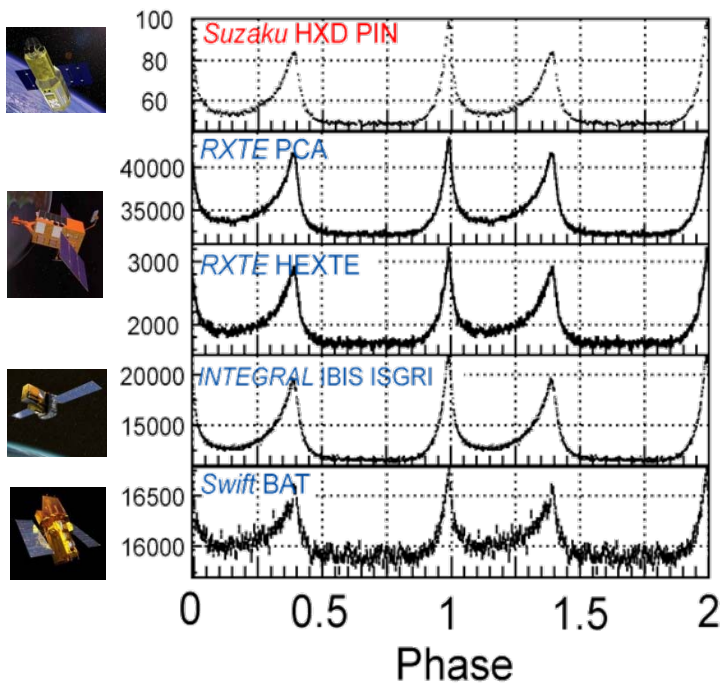 100
Suzaku HXD PIN
80
60
RXTE PCA
40000
35000
RXTE HEXTE
3000
2000
INTEGRAL IBIS ISGRI
20000
15000
Swift BAT
16500
16000
0 0.5 1 1.5 2
Phase